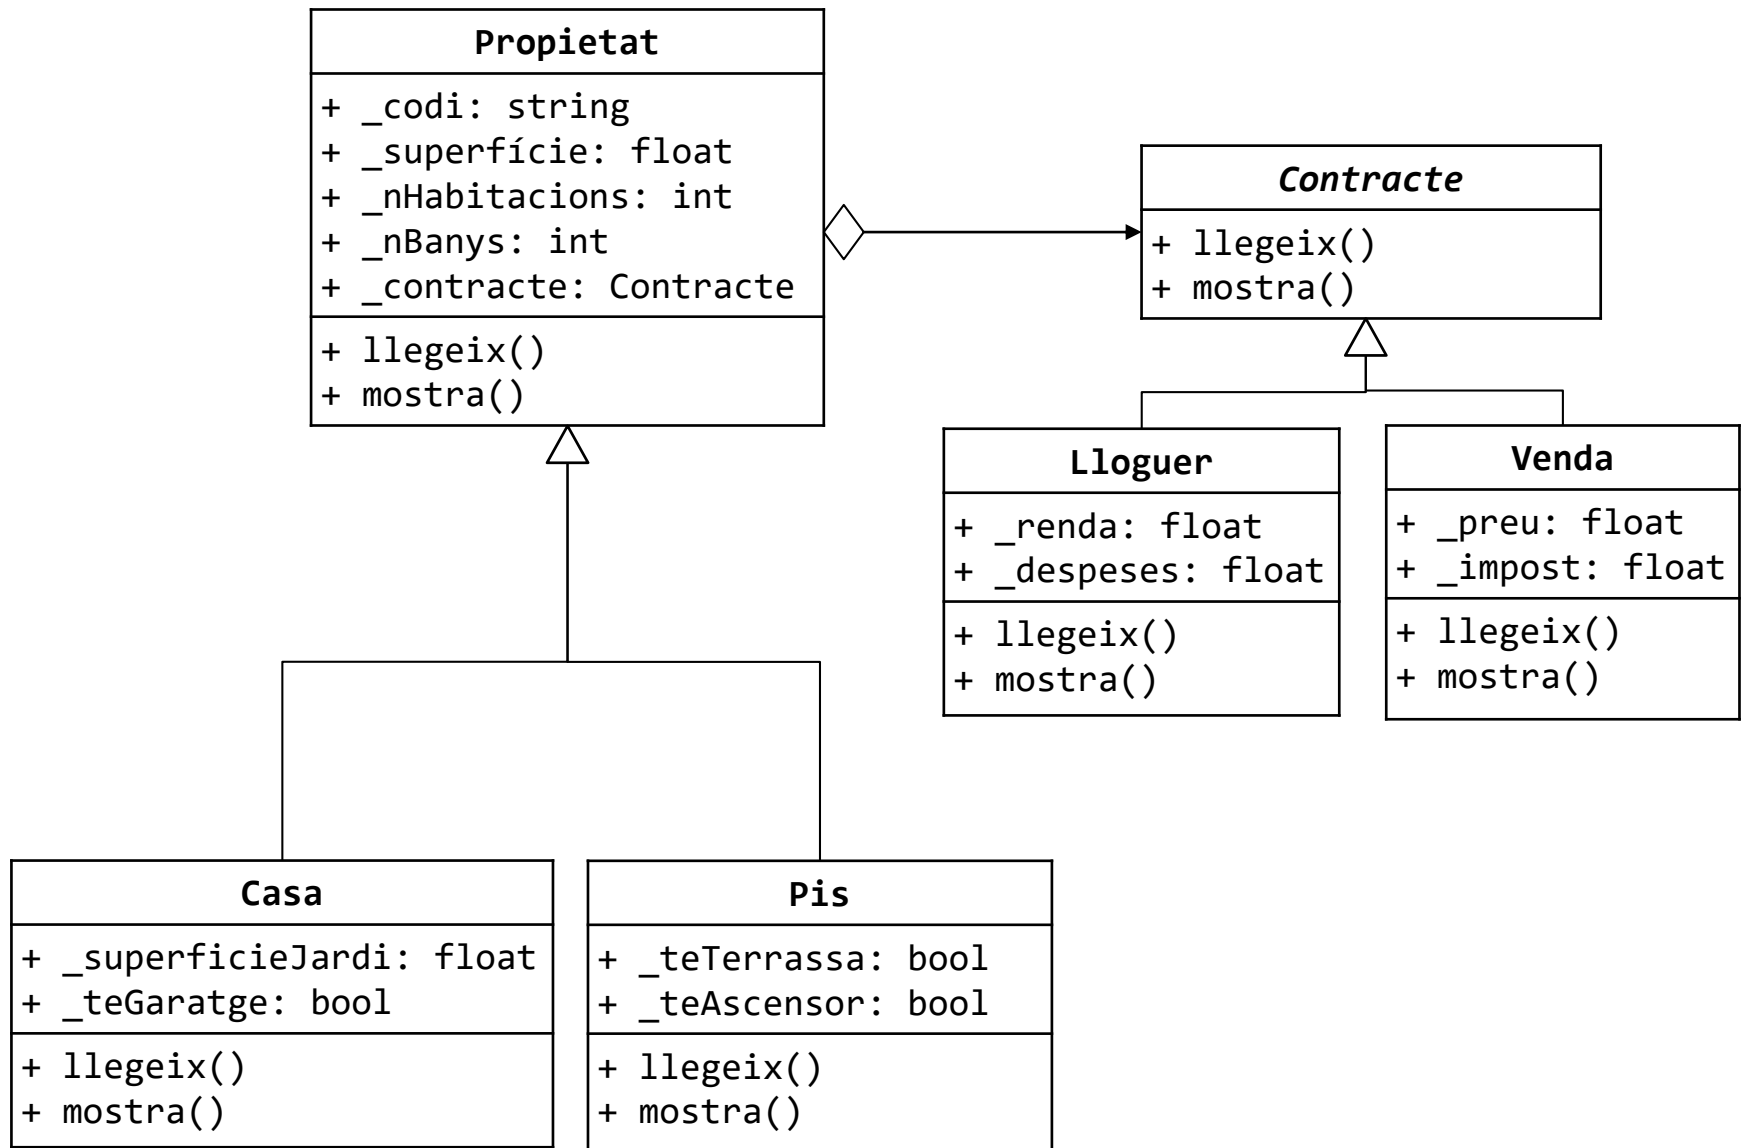 Propietat
+ _codi: string
+ _superfície: float
+ _nHabitacions: int
+ _nBanys: int
+ _contracte: Contracte
+ llegeix()
+ mostra()
Contracte
+ llegeix()
+ mostra()
Lloguer
+ _renda: float
+ _despeses: float
+ llegeix()
+ mostra()
Venda
+ _preu: float
+ _impost: float
+ llegeix()
+ mostra()
Casa
+ _superficieJardi: float
+ _teGaratge: bool
+ llegeix()
+ mostra()
Pis
+ _teTerrassa: bool
+ _teAscensor: bool
+ llegeix()
+ mostra()